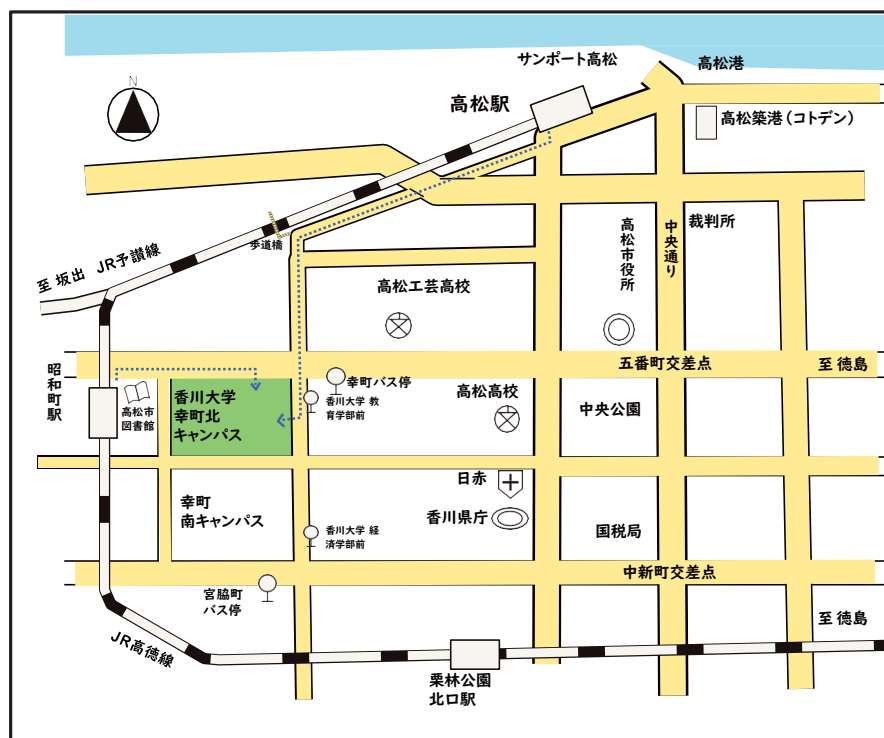 サンポート高松
高松港
N
高松駅
高松築港(コトデン)
歩道橋
高松市役所
中央通り
裁判所
至 坂出 JR予讃線
高松工芸高校
昭和町駅
五番町交差点
至 徳島
幸町バス停
香川大学
幸町北
キャンパス
高松市
図書館
香川大学 教
育学部前
高松高校
中央公園
日赤
幸町
南キャンパス
香川県庁
香川大学 経
済学部前
国税局
中新町交差点
宮脇町
バス停
JR高徳線
至 徳島
栗林公園
北口駅